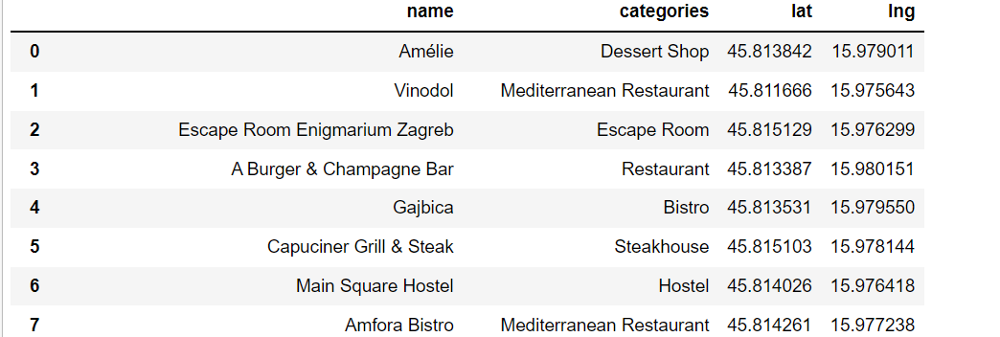 name categories lat lng
0 Amélie Dessert Shop 45.813842 15.979011
1 Vinodol Mediterranean Restaurant 45.811666 15.975643
2 Escape Room Enigmarium Zagreb Escape Room 45.815129 15.976299
3 A Burger & Champagne Bar Restaurant 45.813387 15.980151
4 Gajbica Bistro 45.813531 15.979550
5 Capuciner Grill & Steak Steakhouse 45.815103 15.978144
6 Main Square Hostel Hostel 45.814026 15.976418
7 Amfora Bistro Mediterranean Restaurant 45.814261 15.977238